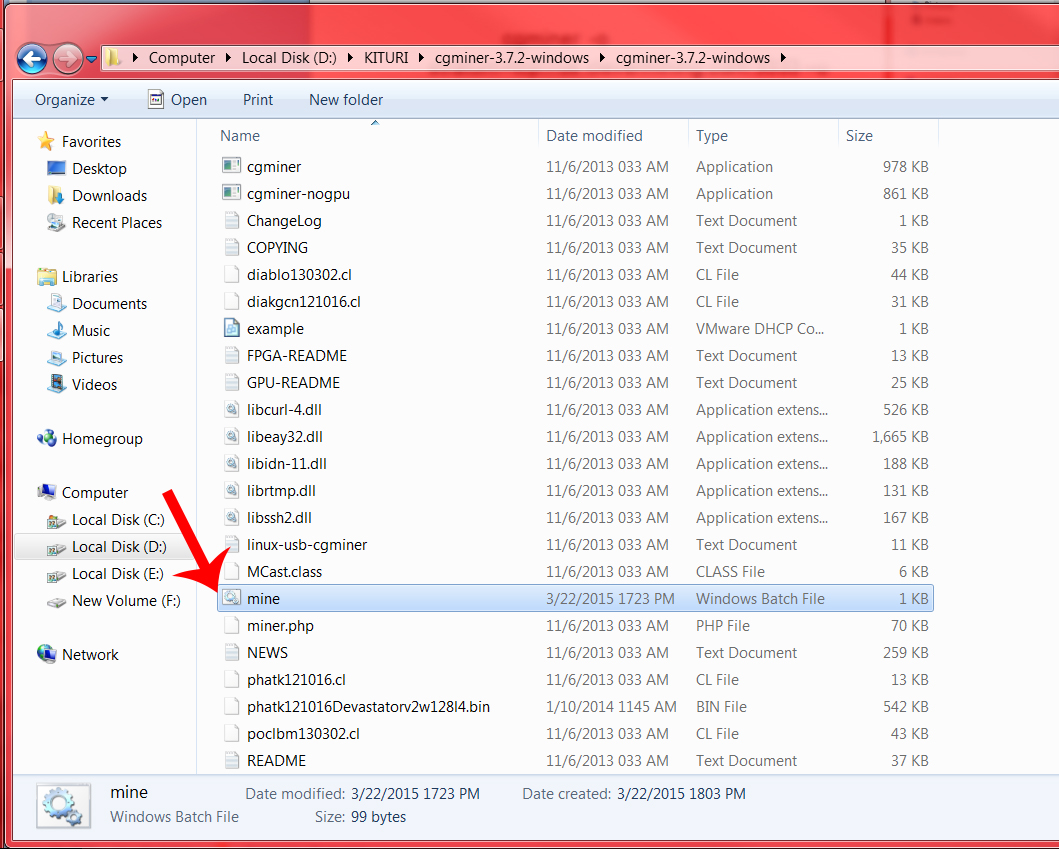 Computer Local Disk (D:) KITURI cgminer-3.7.2-windows cgminer-3.7.2-windows
Organize Open Print New folder
Favorites
Desktop
Downloads
Recent Places
Libraries
Documents
Music
Pictures
Videos
Homegroup
Computer
Local Disk (C:)
Local Disk (D:)
Local Disk (E:)
New Volume (F:)
Network
Name Date modified Type Size
cgminer 11/6/2013 033 AM Application 978 KB
cgminer-nogpu 11/6/2013 033 AM Application 861 KB
ChangeLog 11/6/2013 033 AM Text Document 1 KB
COPYING 11/6/2013 033 AM Text Document 35 KB
diablo130302.cl 11/6/2013 033 AM CL File 44 KB
diakgcn121016.cl 11/6/2013 033 AM CL File 31 KB
example 11/6/2013 033 AM VMware DHCP Co... 1 KB
FPGA-README 11/6/2013 033 AM Text Document 13 KB
GPU-README 11/6/2013 033 AM Text Document 25 KB
libcurl-4.dll 11/6/2013 033 AM Application extens... 526 KB
libeay32.dll 11/6/2013 033 AM Application extens... 1,665 KB
libidn-11.dll 11/6/2013 033 AM Application extens... 188 KB
librtmp.dll 11/6/2013 033 AM Application extens... 131 KB
libssh2.dll 11/6/2013 033 AM Application extens... 167 KB
linux-usb-cgminer 11/6/2013 033 AM Text Document 11 KB
MCast.class 11/6/2013 033 AM CLASS File 6 KB
mine 3/22/2015 1723 PM Windows Batch File 1 KB
miner.php 11/6/2013 033 AM PHP File 70 KB
NEWS 11/6/2013 033 AM Text Document 259 KB
phatk121016.cl 11/6/2013 033 AM CL File 13 KB
phatk121016Devastatorv2w128l4.bin 1/10/2014 1145 AM BIN File 542 KB
poclbm130302.cl 11/6/2013 033 AM CL File 43 KB
README 11/6/2013 033 AM Text Document 37 KB
mine Date modified: 3/22/2015 1723 PM Date created: 3/22/2015 1803 PM
Windows Batch File Size: 99 bytes